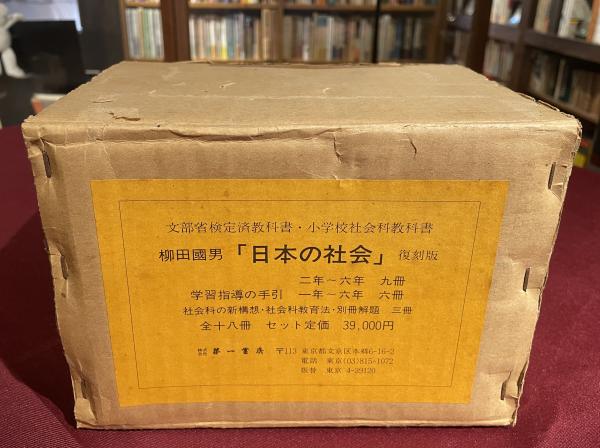 文部省検定済教科書・小学校社会科教科書
柳田國男「日本の社会」復刻版
二年～六年 九冊
学習指導の手引 一年～六年 六冊
社会科の新構想・社会科教育法・別冊解題 三冊
全十八冊 セット定価 39,000円
株式会社 第一書房 〒113 東京都文京区本郷6-16-2
電話 東京(03)815-1072
振替 東京 4-39120